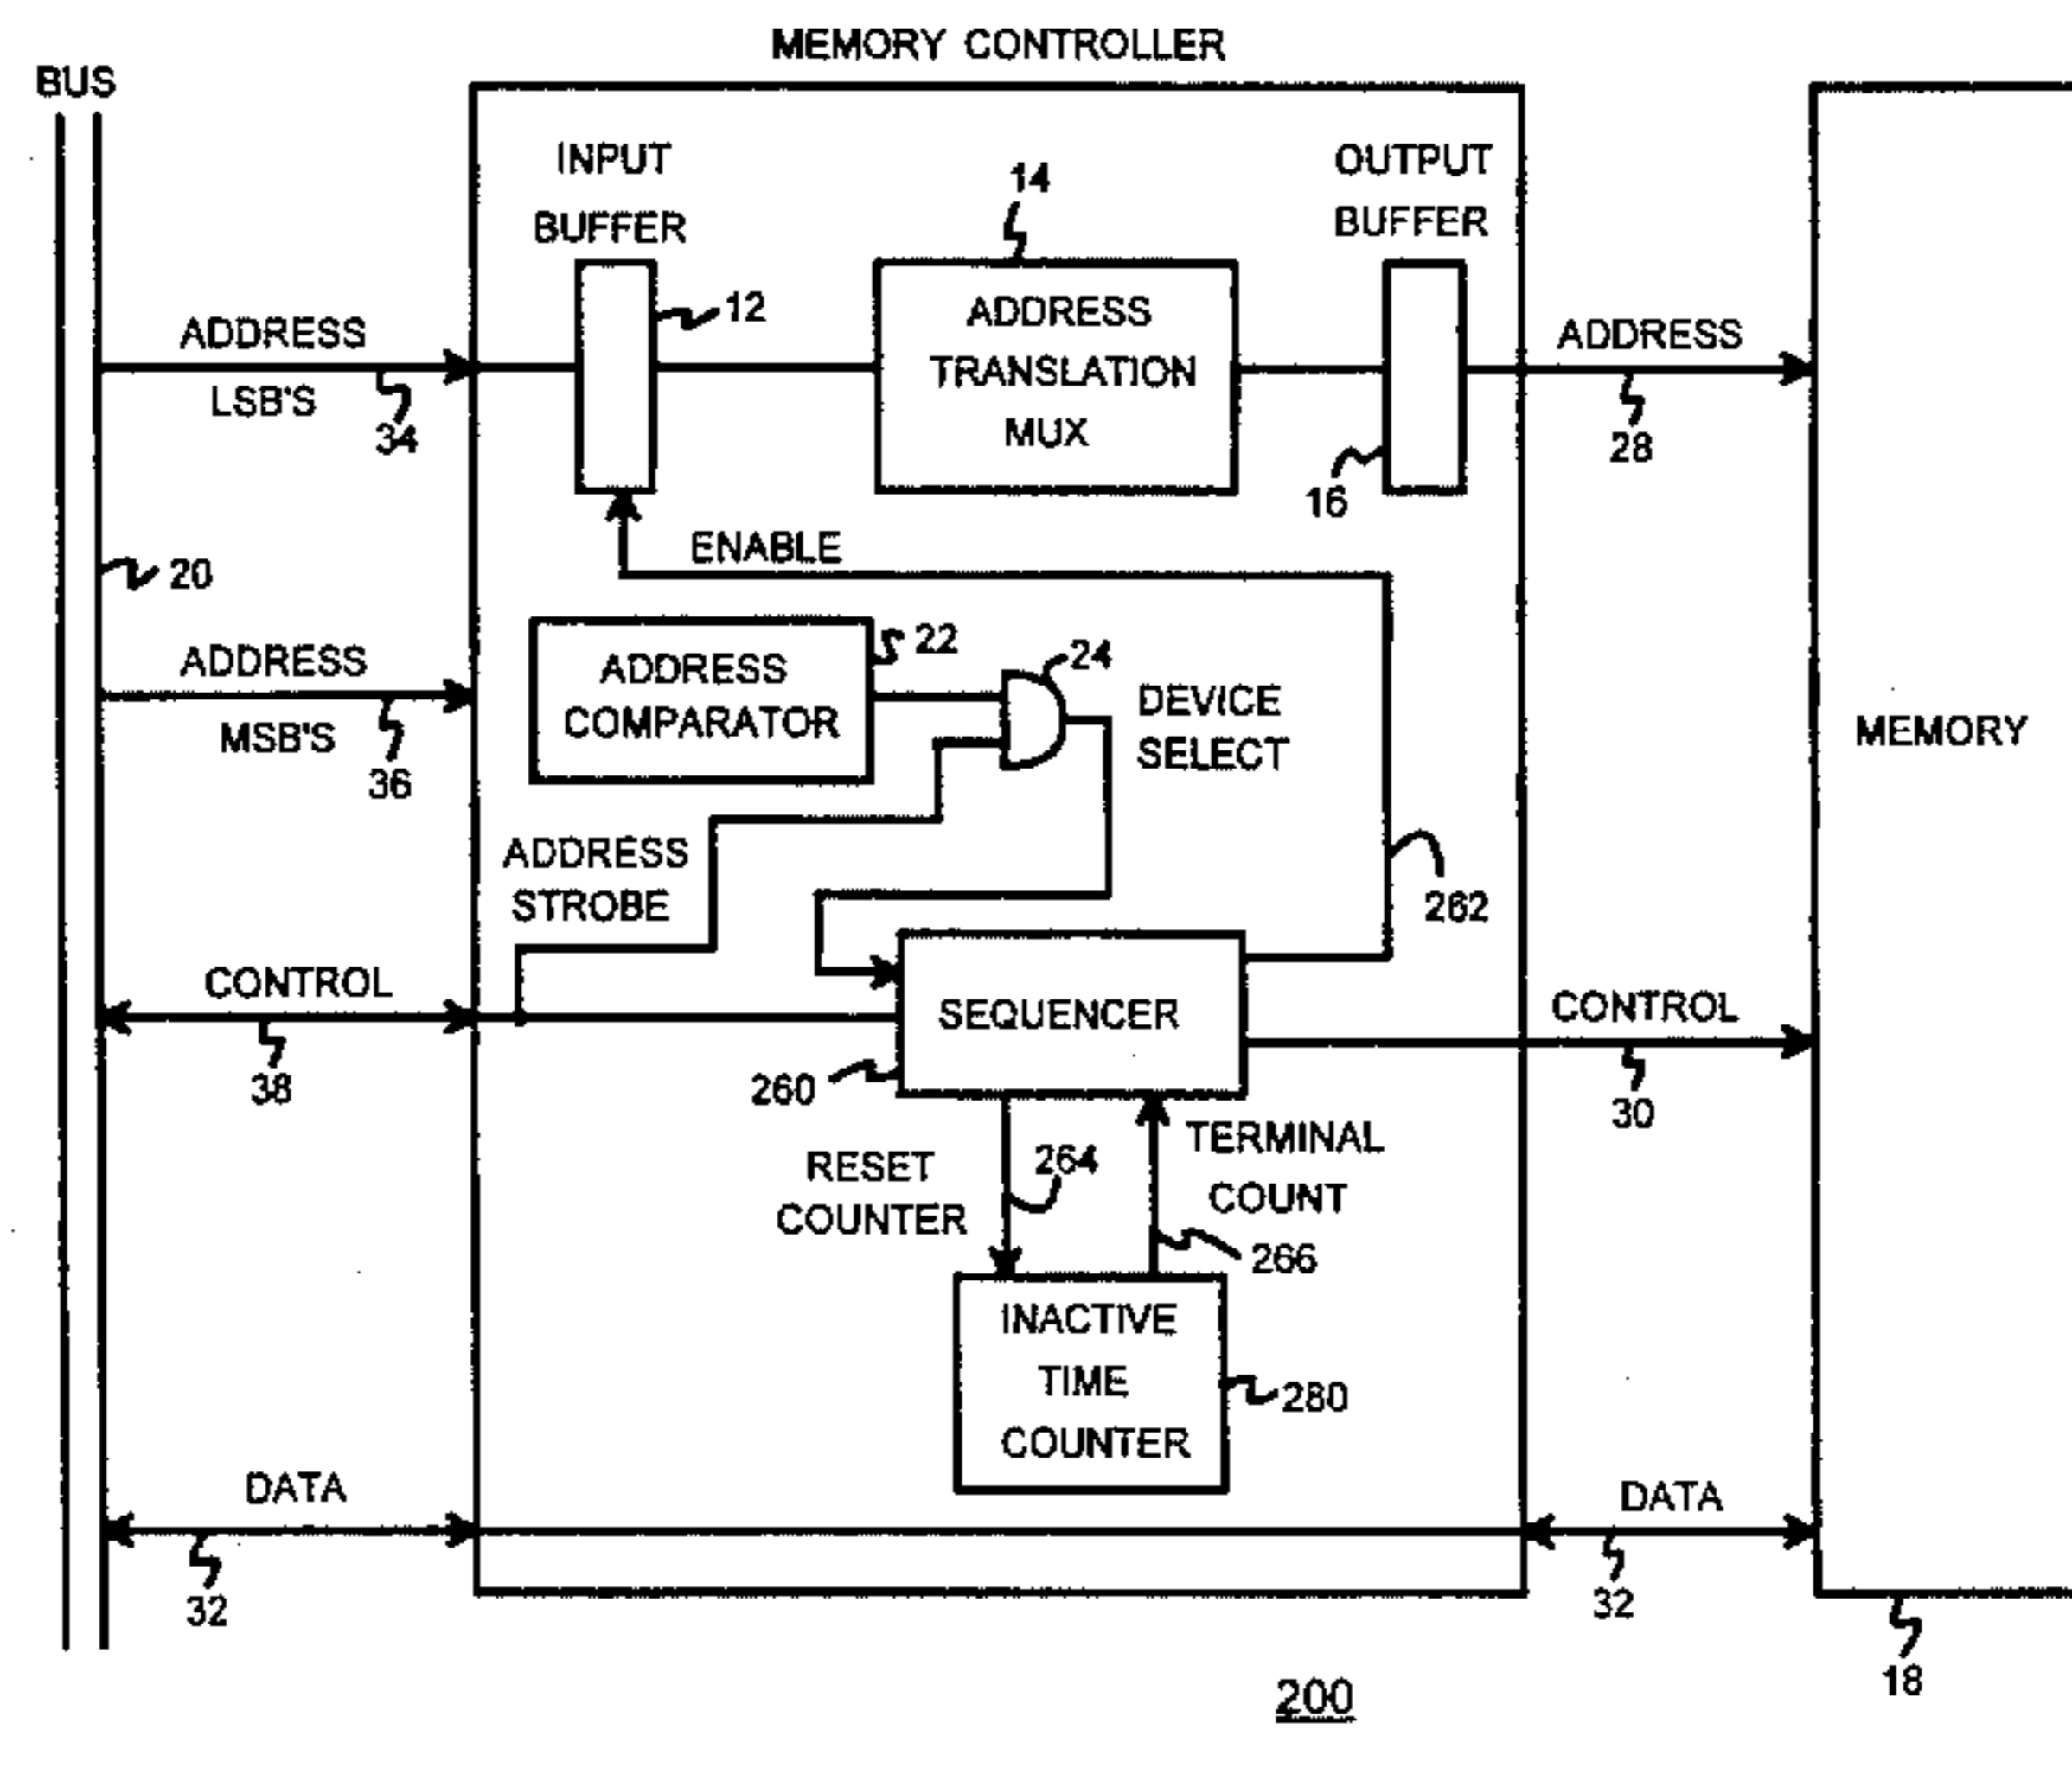 MEMORY CONTROLLER
BUS
INPUT
BUFFER
14
OUTPUT
BUFFER
12
ADDRESS
TRANSLATION
MUX
ADDRESS
LSB'S
34
ADDRESS
28
16
ENABLE
20
22
ADDRESS
COMPARATOR
24
DEVICE
SELECT
ADDRESS
MSB'S
36
MEMORY
ADDRESS
STROBE
262
CONTROL
38
SEQUENCER
260
CONTROL
30
RESET
COUNTER
264
TERMINAL
COUNT
266
INACTIVE
TIME
COUNTER
280
DATA
32
DATA
32
18
200